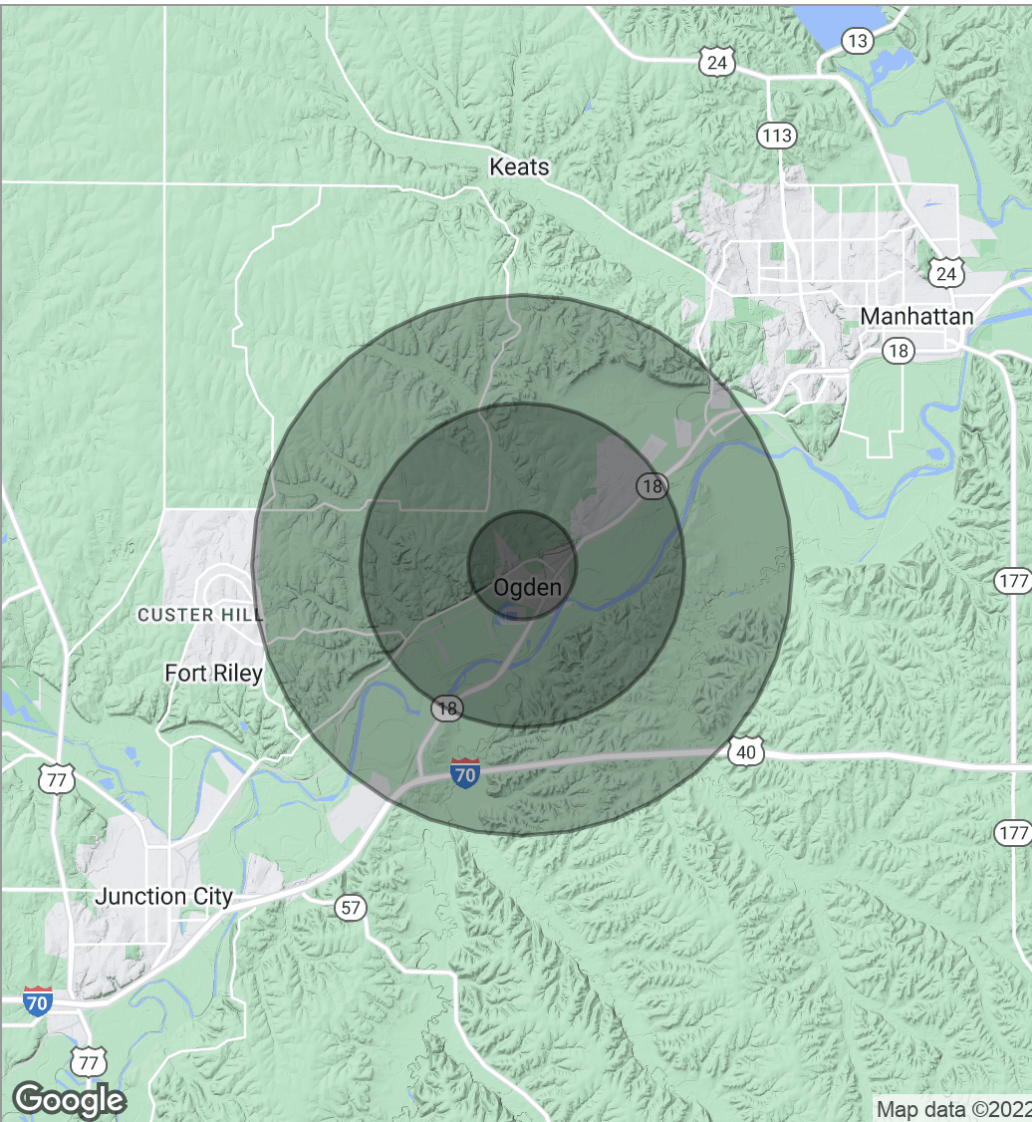 13
24
113
Keats
24
Manhattan
18
18
Ogden
177
CUSTER HILL
Fort Riley
18
40
70
77
177
Junction City
57
70
77
Google
Map data ©2022